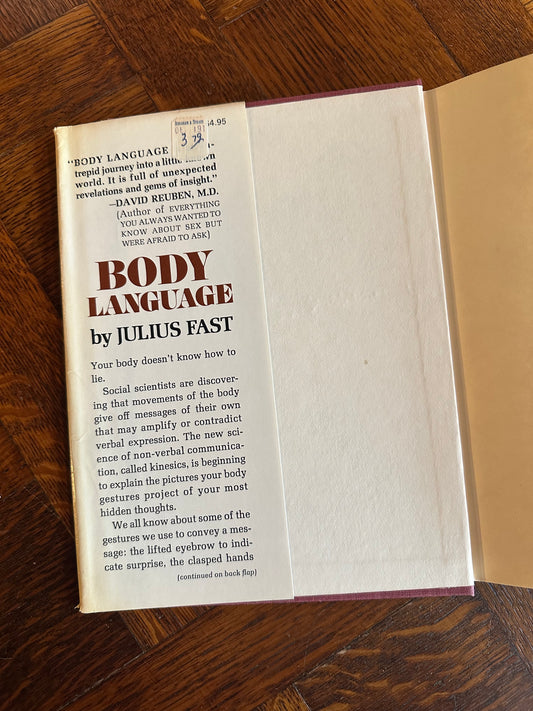 ABRAHAM & STRAUS
$4.95
"BODY LANGUAGE
trepid journey into a little
world. It is full of unexpected
revelations and gems of insight."
—DAVID REUBEN, M.D.
(Author of EVERYTHING
YOU ALWAYS WANTED TO
KNOW ABOUT SEX BUT
WERE AFRAID TO ASK)
BODY
LANGUAGE
by JULIUS FAST
Your body doesn't know how to
lie.
Social scientists are discover-
ing that movements of the body
give off messages of their own
that may amplify or contradict
verbal expression. The new sci-
ence of non-verbal communica-
tion, called kinesics, is beginning
to explain the pictures your body
gestures project of your most
hidden thoughts.
We all know about some of the
gestures we use to convey a mes-
sage: the lifted eyebrow to indi-
cate surprise, the clasped hands
(continued on back flap)